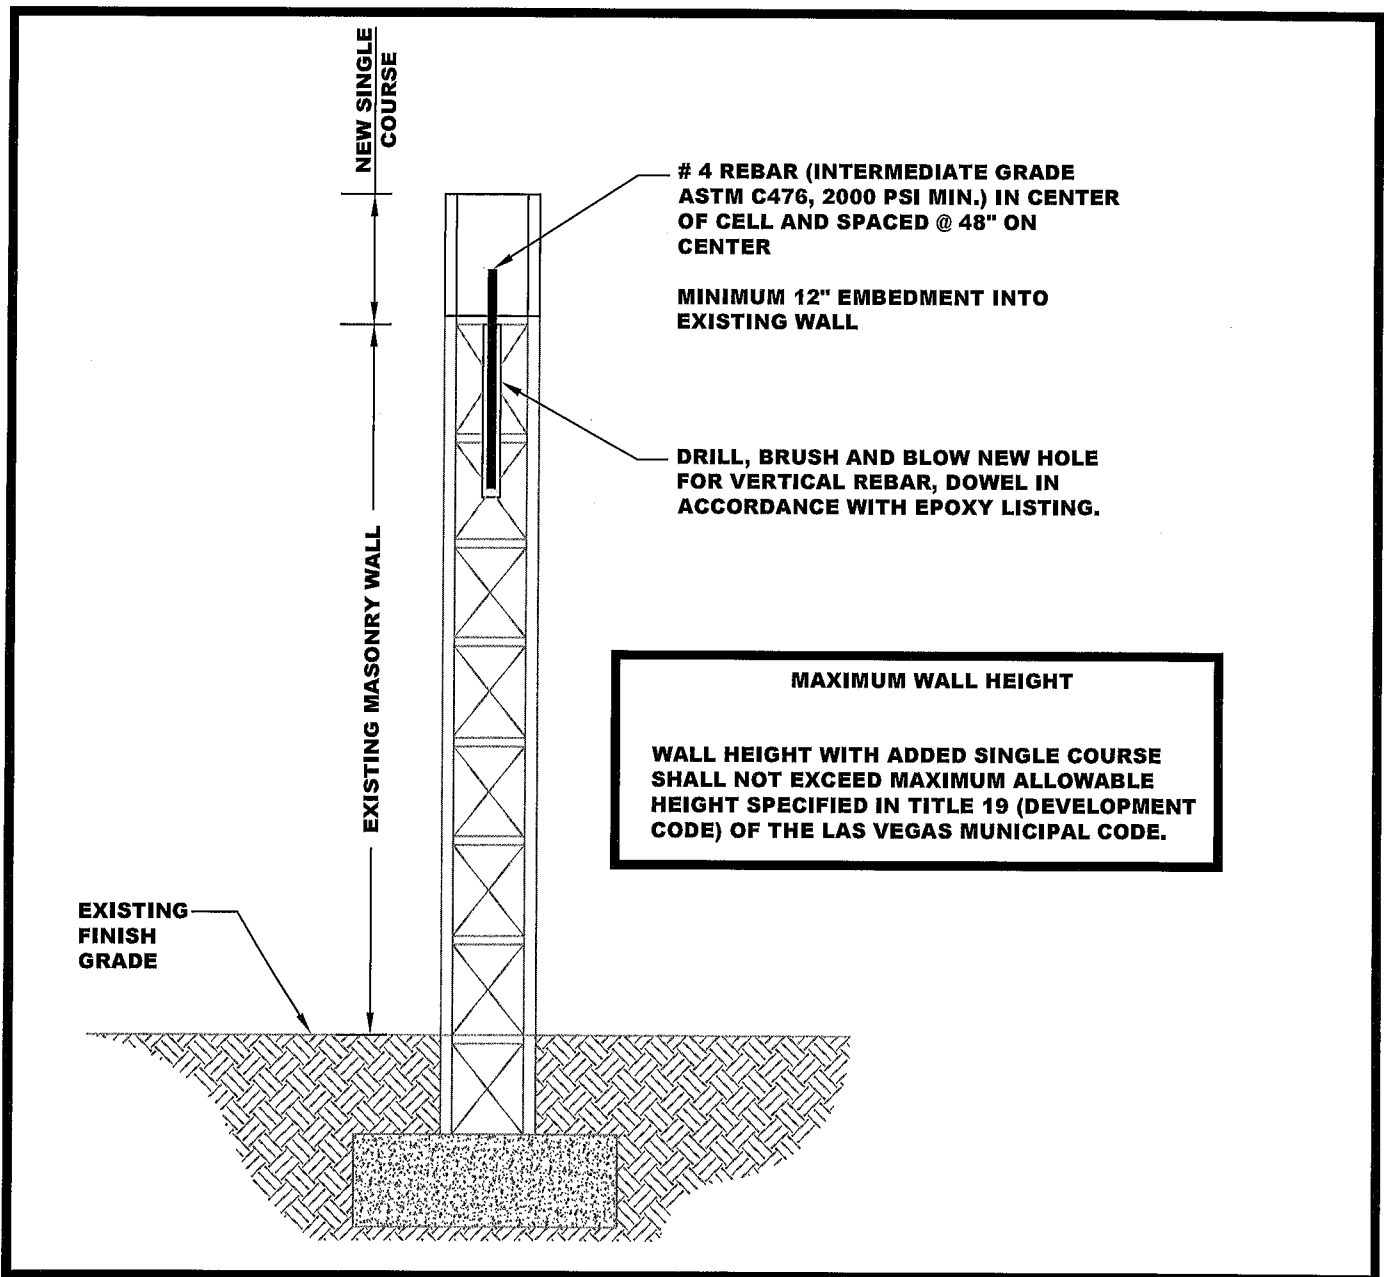 NEW SINGLE
COURSE
# 4 REBAR (INTERMEDIATE GRADE
ASTM C476, 2000 PSI MIN.) IN CENTER
OF CELL AND SPACED @ 48" ON
CENTER
MINIMUM 12" EMBEDMENT INTO
EXISTING WALL
DRILL, BRUSH AND BLOW NEW HOLE
FOR VERTICAL REBAR, DOWEL IN
ACCORDANCE WITH EPOXY LISTING.
EXISTING MASONRY WALL
MAXIMUM WALL HEIGHT
WALL HEIGHT WITH ADDED SINGLE COURSE
SHALL NOT EXCEED MAXIMUM ALLOWABLE
HEIGHT SPECIFIED IN TITLE 19 (DEVELOPMENT
CODE) OF THE LAS VEGAS MUNICIPAL CODE.
EXISTING
FINISH
GRADE